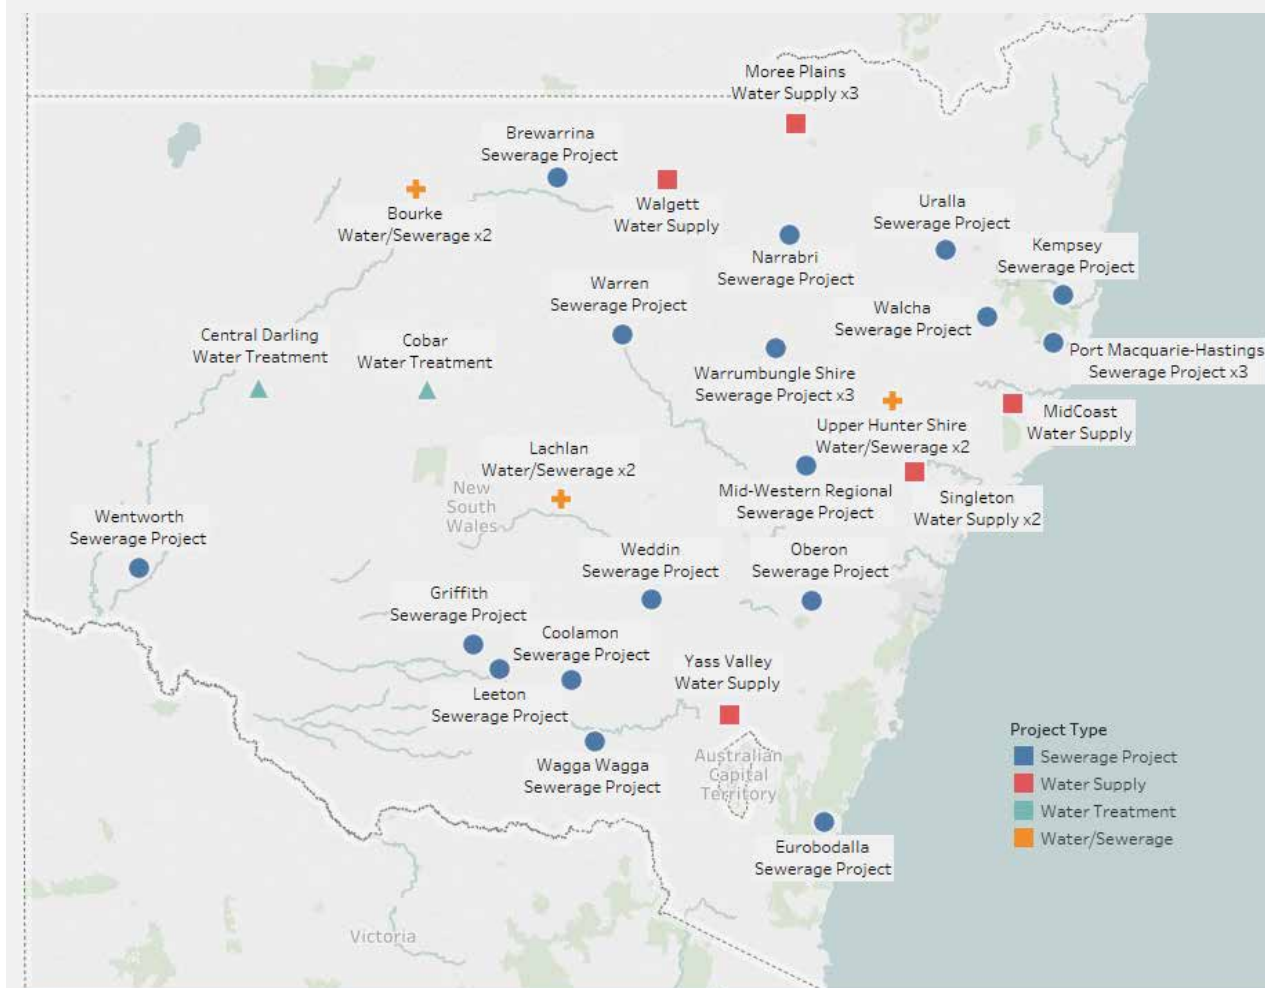 Moree Plains
Water Supply x3
Brewarrina
Sewerage Project
Walgett
Water Supply
Bourke
Water/Sewerage x2
Uralla
Sewerage Project
Narrabri
Sewerage Project
Kempsey
Sewerage Project
Warren
Sewerage Project
Walcha
Sewerage Project
Central Darling
Water Treatment
Cobar
Water Treatment
Port Macquarie-Hastings
Sewerage Project x3
Warrumbungle Shire
Sewerage Project x3
MidCoast
Water Supply
Upper Hunter Shire
Water/Sewerage x2
Lachlan
Water/Sewerage x2
New
South
Wales
Mid-Western Regional
Sewerage Project
Singleton
Water Supply x2
Wentworth
Sewerage Project
Weddin
Sewerage Project
Oberon
Sewerage Project
Griffith
Sewerage Project
Coolamon
Sewerage Project
Yass Valley
Water Supply
Leeton
Sewerage Project
Wagga Wagga
Sewerage Project
Australian
Capital
Territory
Project Type
Sewerage Project
Water Supply
Water Treatment
Water/Sewerage
Eurobodalla
Sewerage Project
Victoria